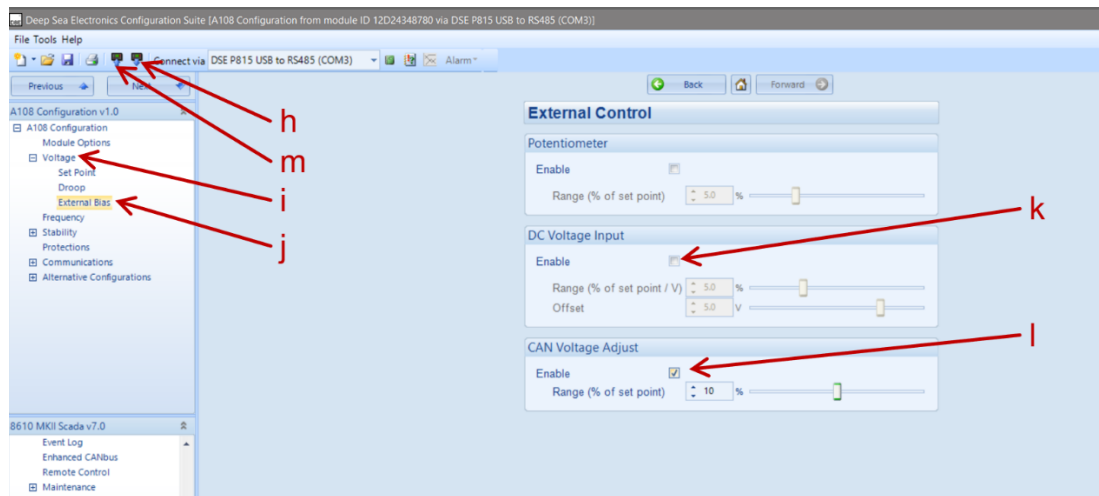 Deep Sea Electronics Configuration Suite [A108 Configuration from module ID 12D24348780 via DSE P815 USB to RS485 (COM3)]
File Tools Help
Connect via DSE P815 USB to RS485 (COM3) Alarm
Previous Next
Back Forward
A108 Configuration v1.0
A108 Configuration
Module Options
Voltage
Set Point
Droop
External Bias
Frequency
Stability
Protections
Communications
Alternative Configurations
8610 MKII Scada v7.0
Event Log
Enhanced CANbus
Remote Control
Maintenance
h
m
i
j
External Control
Potentiometer
Enable
Range (% of set point) 5.0 %
DC Voltage Input
Enable
Range (% of set point / V) 5.0 %
Offset 5.0 V
CAN Voltage Adjust
Enable
Range (% of set point) 10 %
k
l